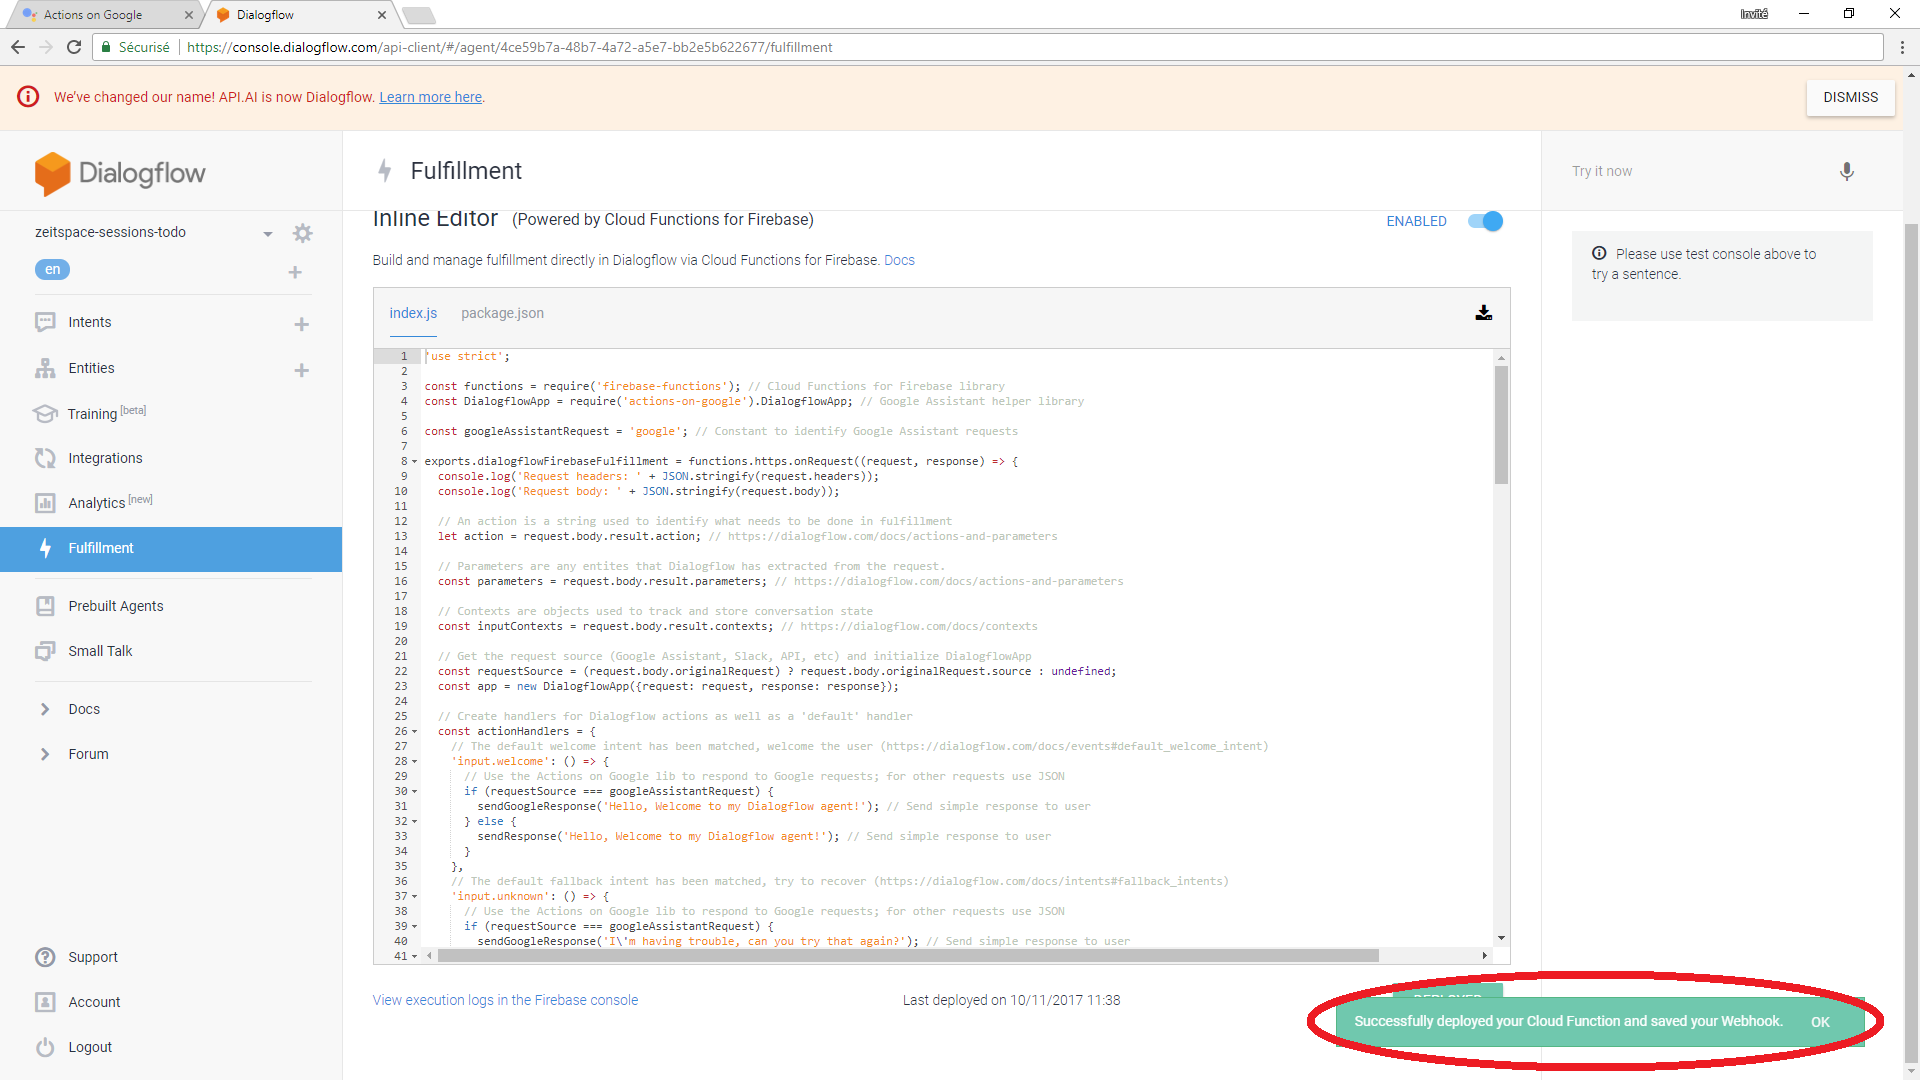 Actions on Google
Dialogflow
Invité
Sécurisé
https://console.dialogflow.com/api-client/#/agent/4ce59b7a-48b7-4a72-a5e7-bb2e5b622677/fulfillment
We've changed our name! API.AI is now Dialogflow. Learn more here.
DISMISS
Dialogflow
zeitspace-sessions-todo
en
Intents
Entities
Training [beta]
Integrations
Analytics [new]
Fulfillment
Prebuilt Agents
Small Talk
Docs
Forum
Support
Account
Logout
Fulfillment
Inline Editor (Powered by Cloud Functions for Firebase)
ENABLED
Build and manage fulfillment directly in Dialogflow via Cloud Functions for Firebase. Docs
index.js
package.json
1 'use strict';
2
3 const functions = require('firebase-functions'); // Cloud Functions for Firebase library
4 const DialogflowApp = require('actions-on-google').DialogflowApp; // Google Assistant helper library
5
6 const googleAssistantRequest = 'google'; // Constant to identify Google Assistant requests
7
8 exports.dialogflowFirebaseFulfillment = functions.https.onRequest((request, response) => {
9 console.log('Request headers: ' + JSON.stringify(request.headers));
10 console.log('Request body: ' + JSON.stringify(request.body));
11
12 // An action is a string used to identify what needs to be done in fulfillment
13 let action = request.body.result.action; // https://dialogflow.com/docs/actions-and-parameters
14
15 // Parameters are any entites that Dialogflow has extracted from the request.
16 const parameters = request.body.result.parameters; // https://dialogflow.com/docs/actions-and-parameters
17
18 // Contexts are objects used to track and store conversation state
19 const inputContexts = request.body.result.contexts; // https://dialogflow.com/docs/contexts
20
21 // Get the request source (Google Assistant, Slack, API, etc) and initialize DialogflowApp
22 const requestSource = (request.body.originalRequest) ? request.body.originalRequest.source : undefined;
23 const app = new DialogflowApp({request: request, response: response});
24
25 // Create handlers for Dialogflow actions as well as a 'default' handler
26 const actionHandlers = {
27 // The default welcome intent has been matched, welcome the user (https://dialogflow.com/docs/events#default_welcome_intent)
28 'input.welcome': () => {
29 // Use the Actions on Google lib to respond to Google requests; for other requests use JSON
30 if (requestSource === googleAssistantRequest) {
31 sendGoogleResponse('Hello, Welcome to my Dialogflow agent!'); // Send simple response to user
32 } else {
33 sendResponse('Hello, Welcome to my Dialogflow agent!'); // Send simple response to user
34 }
35 },
36 // The default fallback intent has been matched, try to recover (https://dialogflow.com/docs/intents#fallback_intents)
37 'input.unknown': () => {
38 // Use the Actions on Google lib to respond to Google requests; for other requests use JSON
39 if (requestSource === googleAssistantRequest) {
40 sendGoogleResponse('I\'m having trouble, can you try that again?'); // Send simple response to user
41
View execution logs in the Firebase console
Last deployed on 10/11/2017 11:38
Successfully deployed your Cloud Function and saved your Webhook.
OK
Try it now
Please use test console above to
try a sentence.